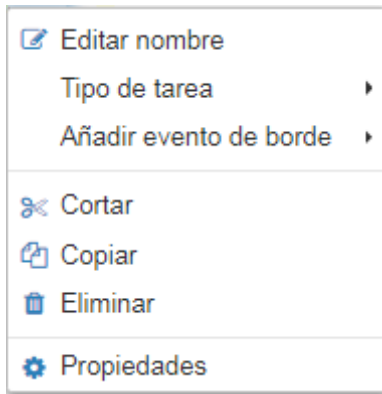 Editar nombre
Tipo de tarea
Añadir evento de borde
Cortar
Copiar
Eliminar
Propiedades